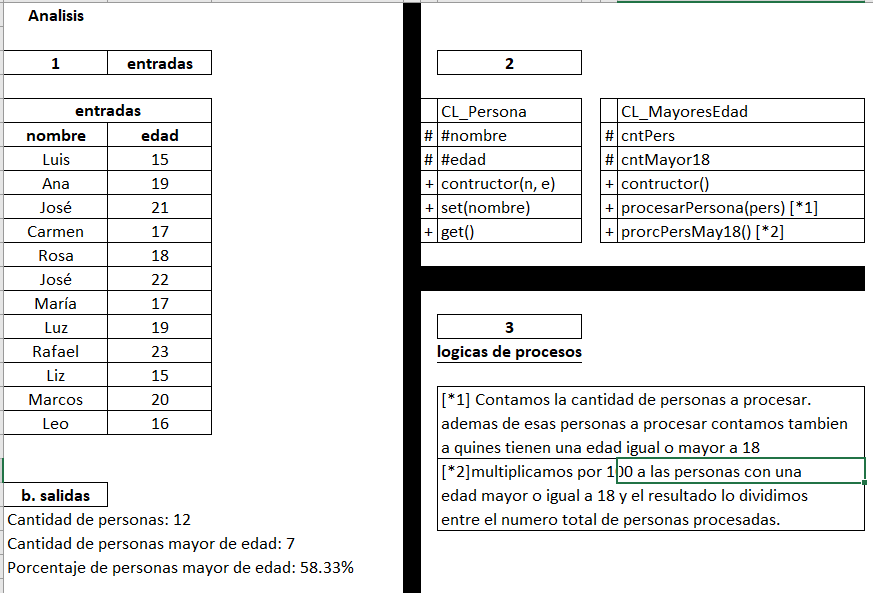 Analisis
1 entradas
entradas
nombre edad
Luis 15
Ana 19
José 21
Carmen 17
Rosa 18
José 22
María 17
Luz 19
Rafael 23
Liz 15
Marcos 20
Leo 16
b. salidas
Cantidad de personas: 12
Cantidad de personas mayor de edad: 7
Porcentaje de personas mayor de edad: 58.33%
2
CL_Persona
# #nombre
# #edad
+ contructor(n, e)
+ set(nombre)
+ get()
CL_MayoresEdad
# cntPers
# cntMayor18
+ contructor()
+ procesarPersona(pers) [*1]
+ prorcPersMay18() [*2]
3
logicas de procesos
[*1] Contamos la cantidad de personas a procesar.
ademas de esas personas a procesar contamos tambien
a quines tienen una edad igual o mayor a 18
[*2]multiplicamos por 100 a las personas con una
edad mayor o igual a 18 y el resultado lo dividimos
entre el numero total de personas procesadas.